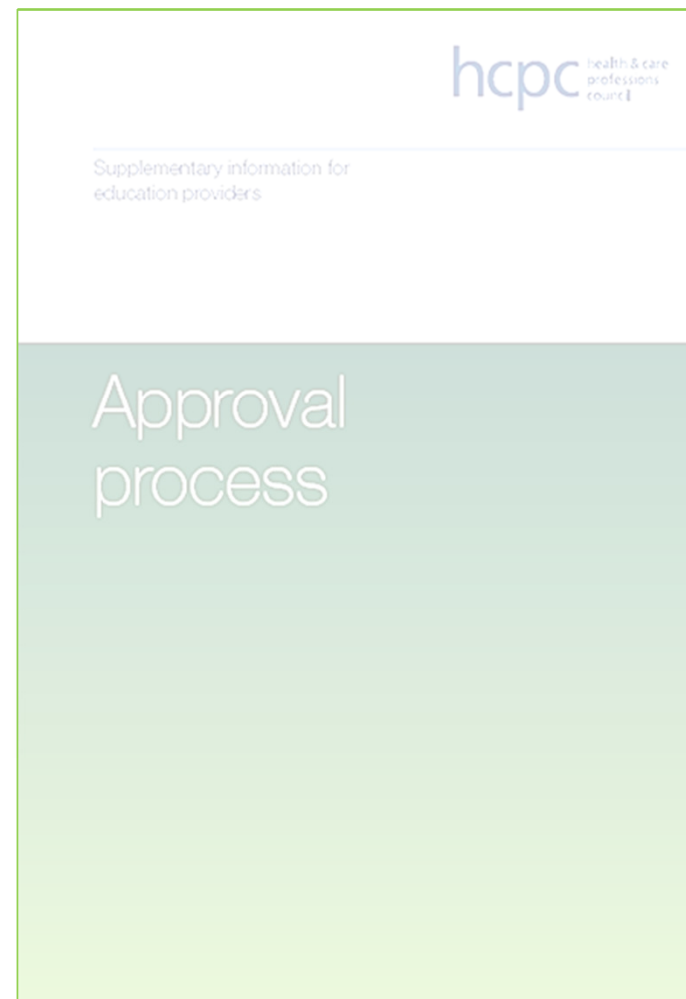 hcpc
health & care
professions
council
Supplementary information for
education providers
Approval
process